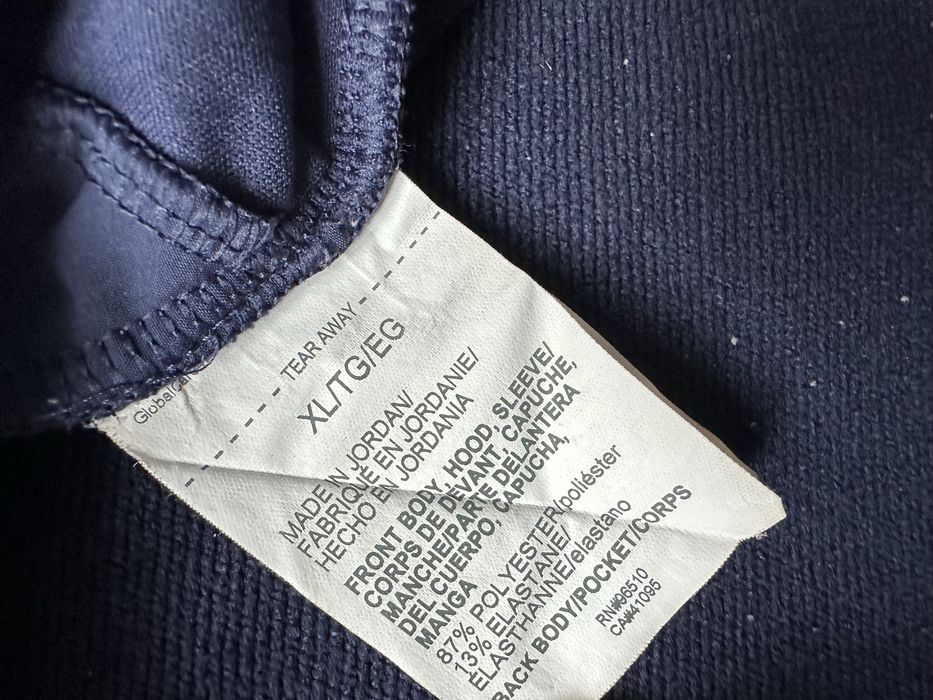 TEAR AWAY
XL/TG/EG
MADE IN JORDAN/
FABRIQUÉ EN JORDANIE/
HECHO EN JORDANIA
FRONT BODY, HOOD, SLEEVE/
CORPS DE DEVANT, CAPUCHE,
MANCHE/PARTE DELANTERA
DEL CUERPO, CAPUCHA,
MANGA
87% POLYESTER/poliéster
13% ELASTANE/
ÉLASTHANNE/elastano
BACK BODY/POCKET/CORPS
RN#96510
CA#41095